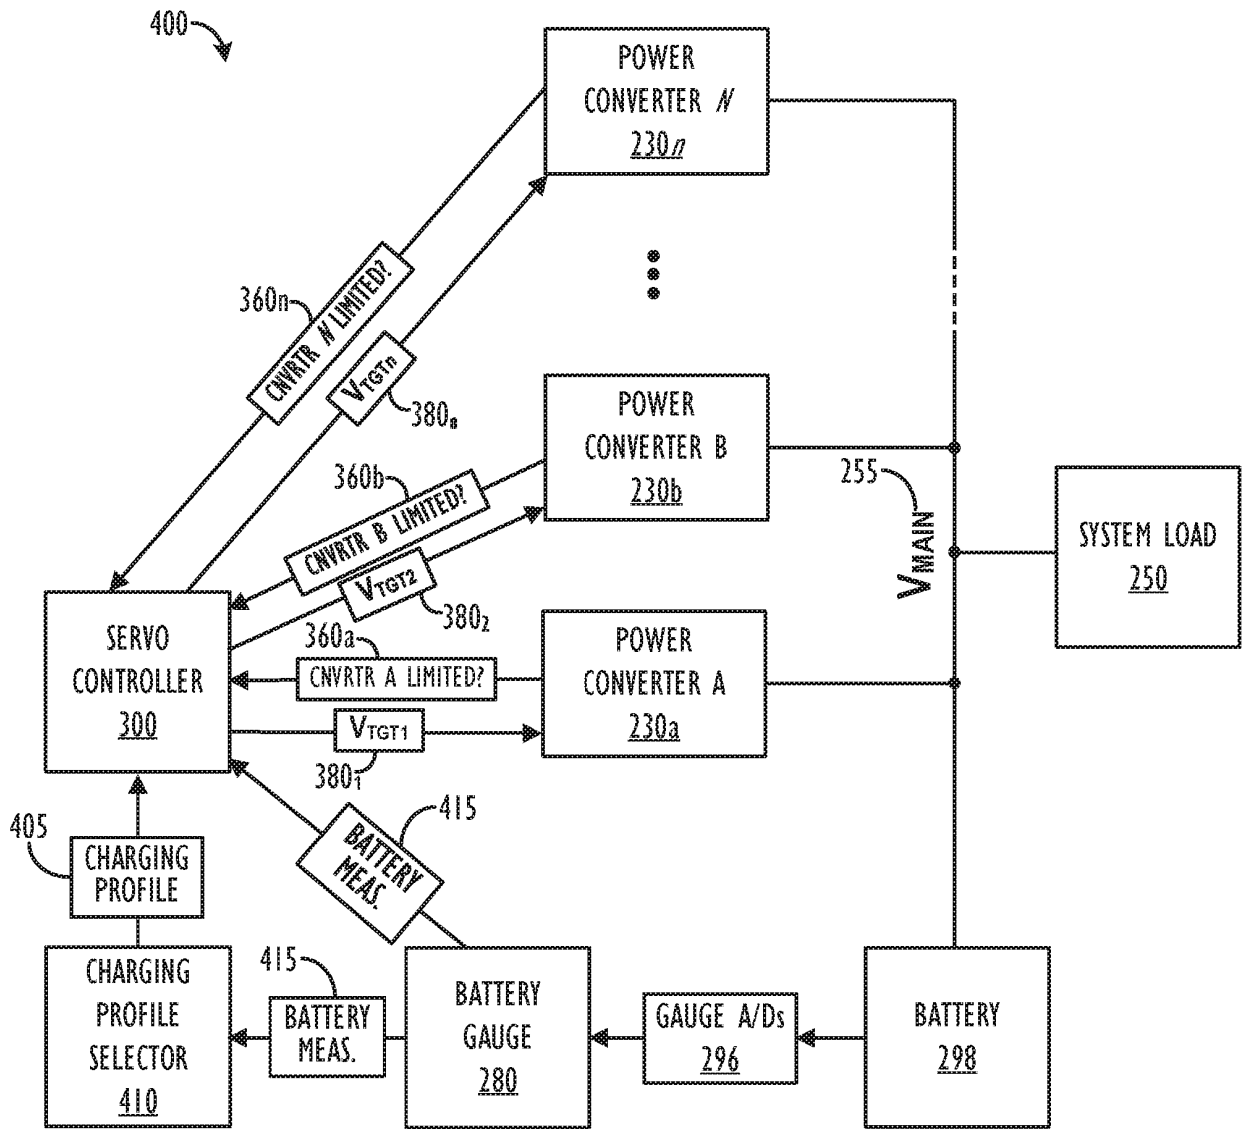 400
POWER
CONVERTER N
230n
360n
CNVRTR N LIMITED?
VTGTn
380n
POWER
CONVERTER B
230b
360b
CNVRTR B LIMITED?
VTGT2
3802
255
VMAIN
SYSTEM LOAD
250
SERVO
CONTROLLER
300
360a
CNVRTR A LIMITED?
VTGT1
3801
POWER
CONVERTER A
230a
405
CHARGING
PROFILE
415
BATTERY
MEAS.
CHARGING
PROFILE
SELECTOR
410
415
BATTERY
MEAS.
BATTERY
GAUGE
280
GAUGE A/Ds
296
BATTERY
298